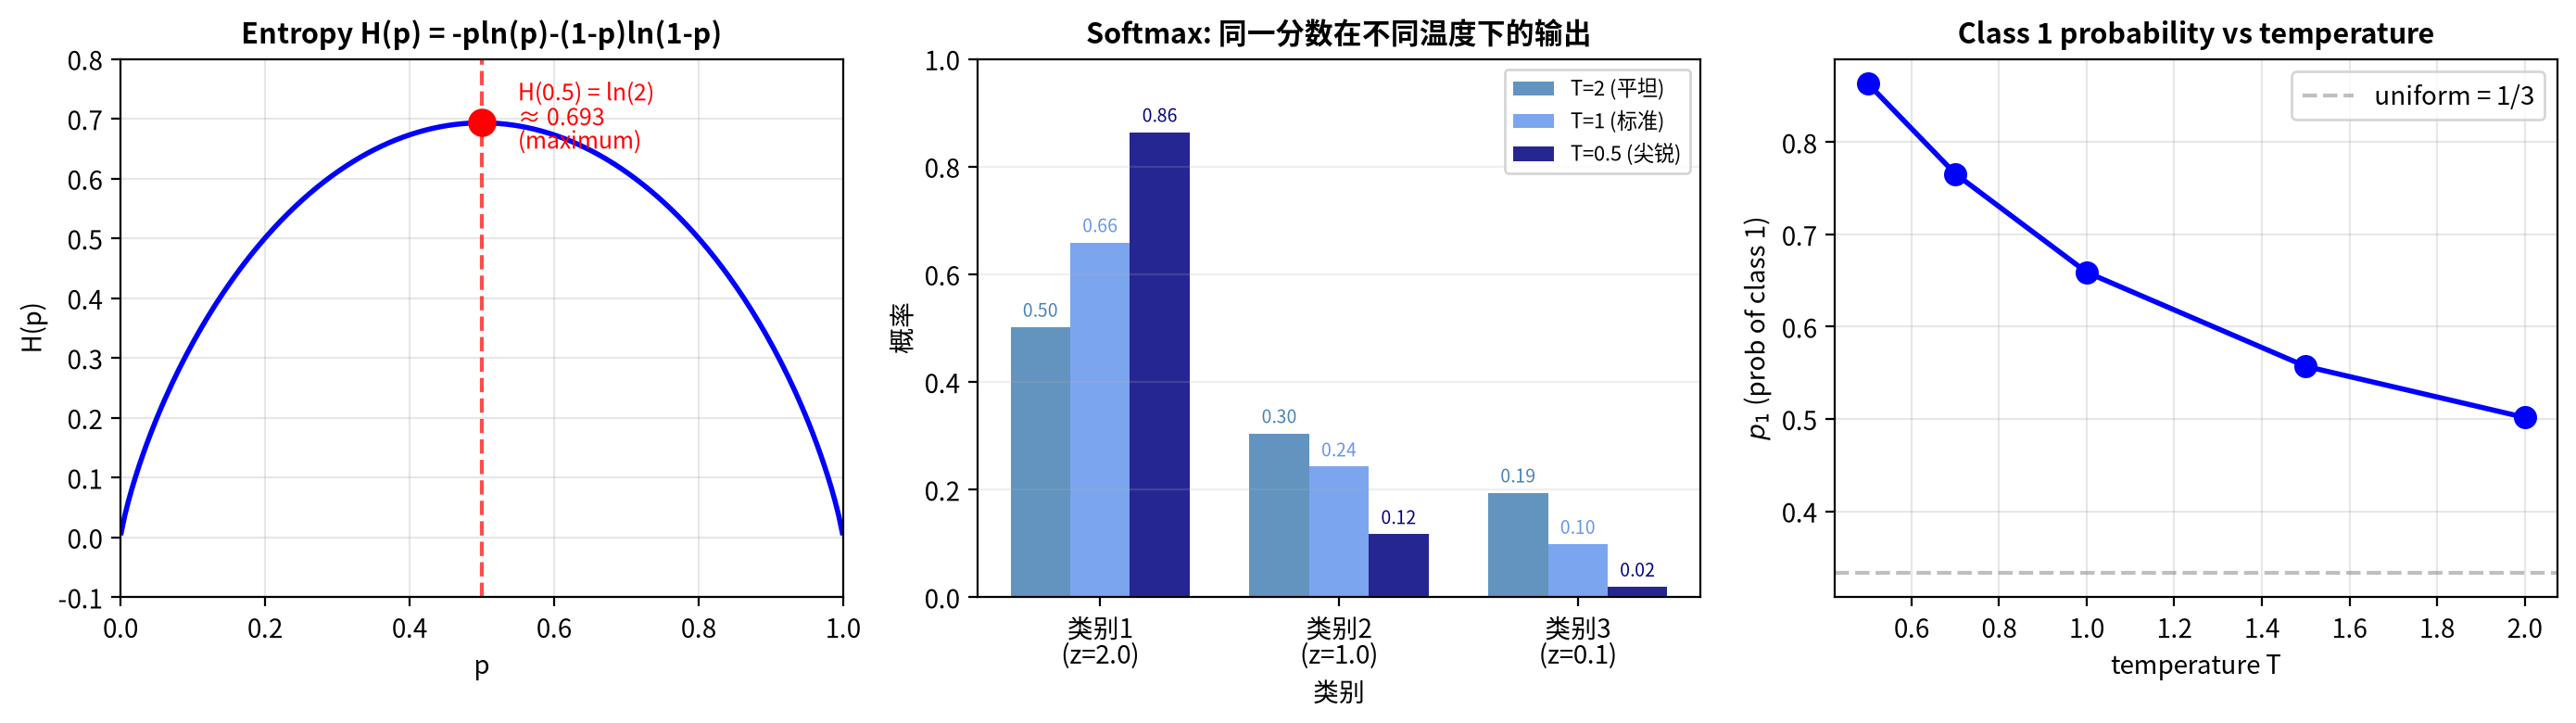 Entropy H(p) = -pln(p)-(1-p)ln(1-p)
H(0.5) = ln(2)
≈ 0.693
(maximum)
H(p)
0.8
0.7
0.6
0.5
0.4
0.3
0.2
0.1
0.0
-0.1
0.0 0.2 0.4 0.6 0.8 1.0
p
Softmax: 同一分数在不同温度下的输出
T=2 (平坦)
T=1 (标准)
T=0.5 (尖锐)
概率
1.0
0.8
0.6
0.4
0.2
0.0
0.50 0.66 0.86
0.30 0.24 0.12
0.19 0.10 0.02
类别1
(z=2.0)
类别2
(z=1.0)
类别3
(z=0.1)
类别
Class 1 probability vs temperature
uniform = 1/3
p₁ (prob of class 1)
0.8
0.7
0.6
0.5
0.4
0.6 0.8 1.0 1.2 1.4 1.6 1.8 2.0
temperature T